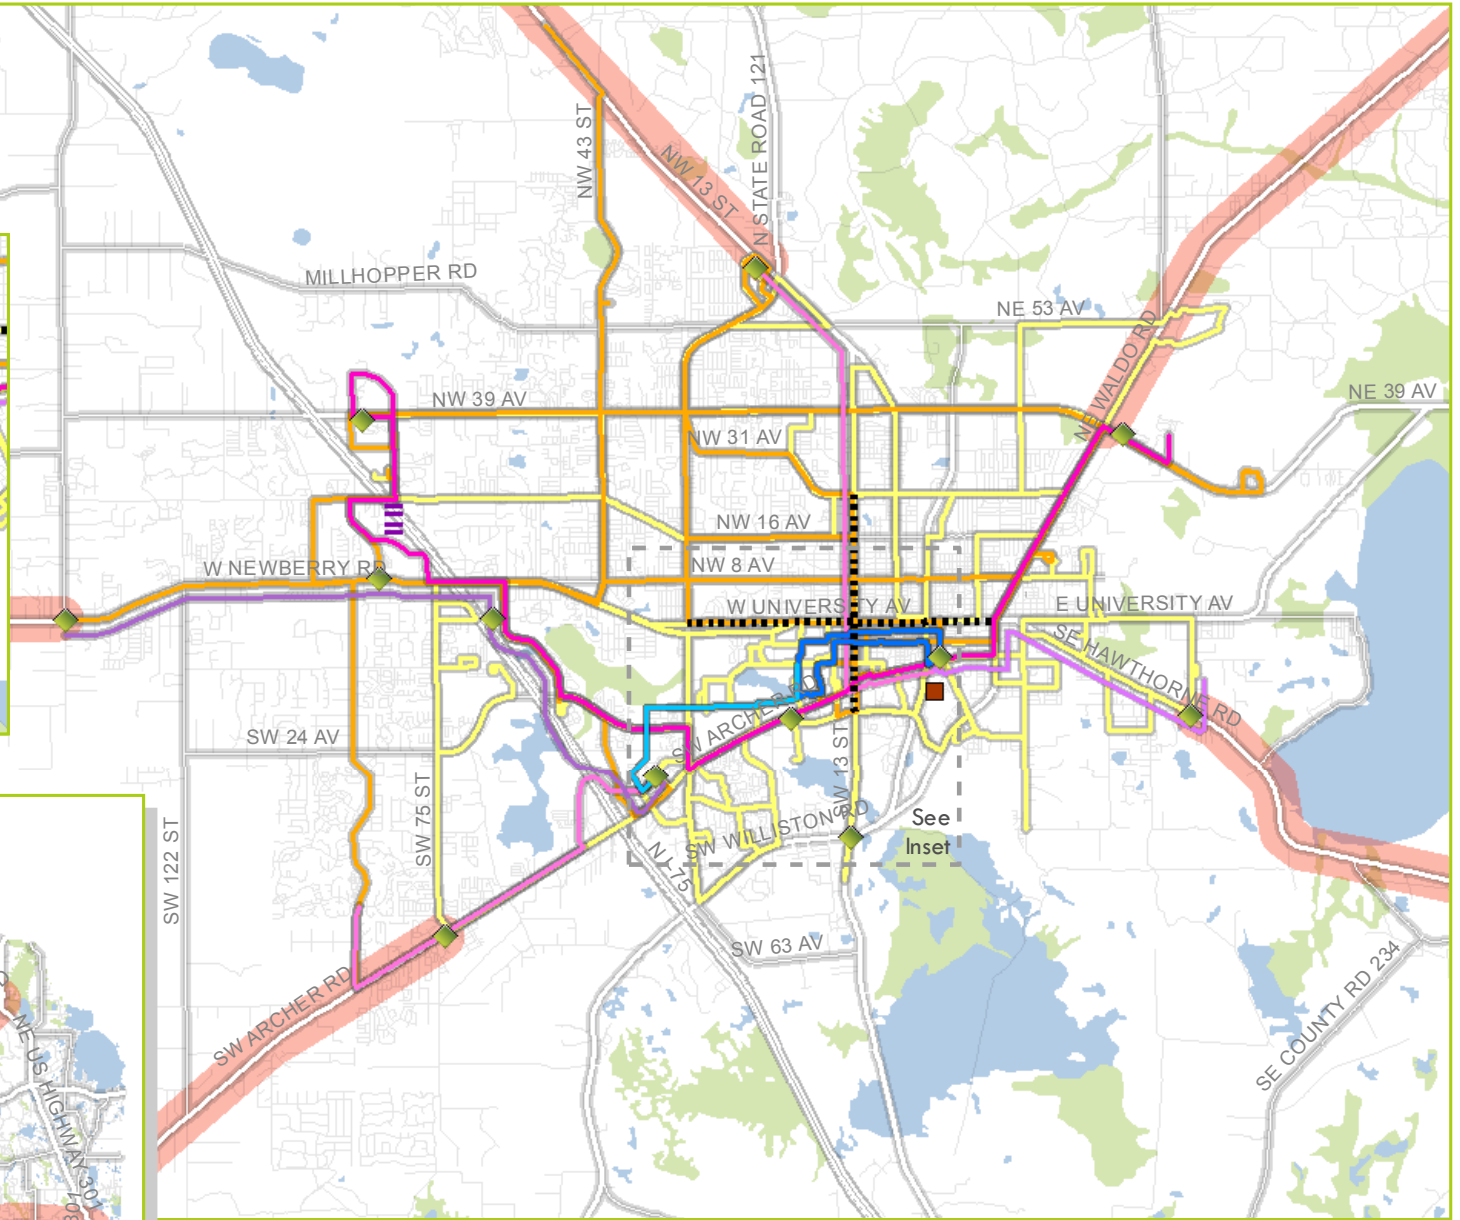 N STATE ROAD 121
NW 43 ST
NW 13 ST
MILLHOPPER RD
NE 53 AV
NE WALDO RD
NE 39 AV
NW 39 AV
NW 31 AV
NW 16 AV
NW 8 AV
W NEWBERRY RD
W UNIVERSITY AV
E UNIVERSITY AV
SE HAWTHORNE RD
SW ARCHER RD
SW 24 AV
SW 75 ST
SW 13 ST
SW WILLISTON RD
See
Inset
SW 122 ST
N I-75
SW 63 AV
SW ARCHER RD
SE COUNTY RD 234
NE US HIGHWAY 301